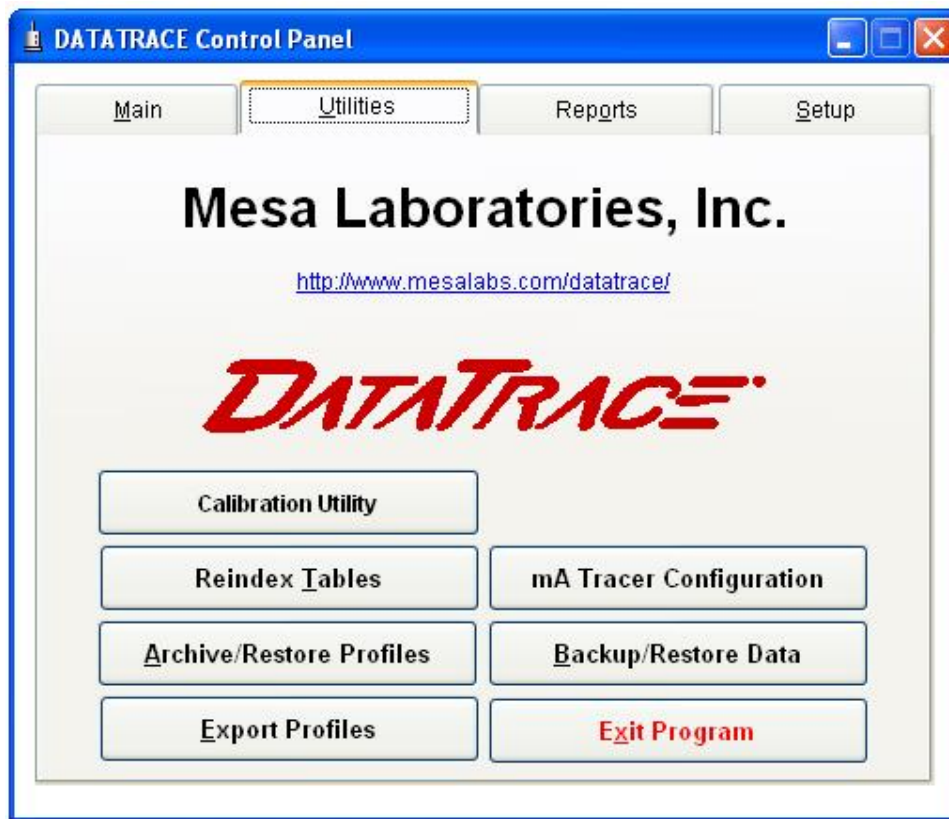 DATATRACE Control Panel
Main Utilities Reports Setup
Mesa Laboratories, Inc.
http://www.mesalabs.com/datatrace/
DATATRACE
Calibration Utility
Reindex Tables mA Tracer Configuration
Archive/Restore Profiles Backup/Restore Data
Export Profiles Exit Program